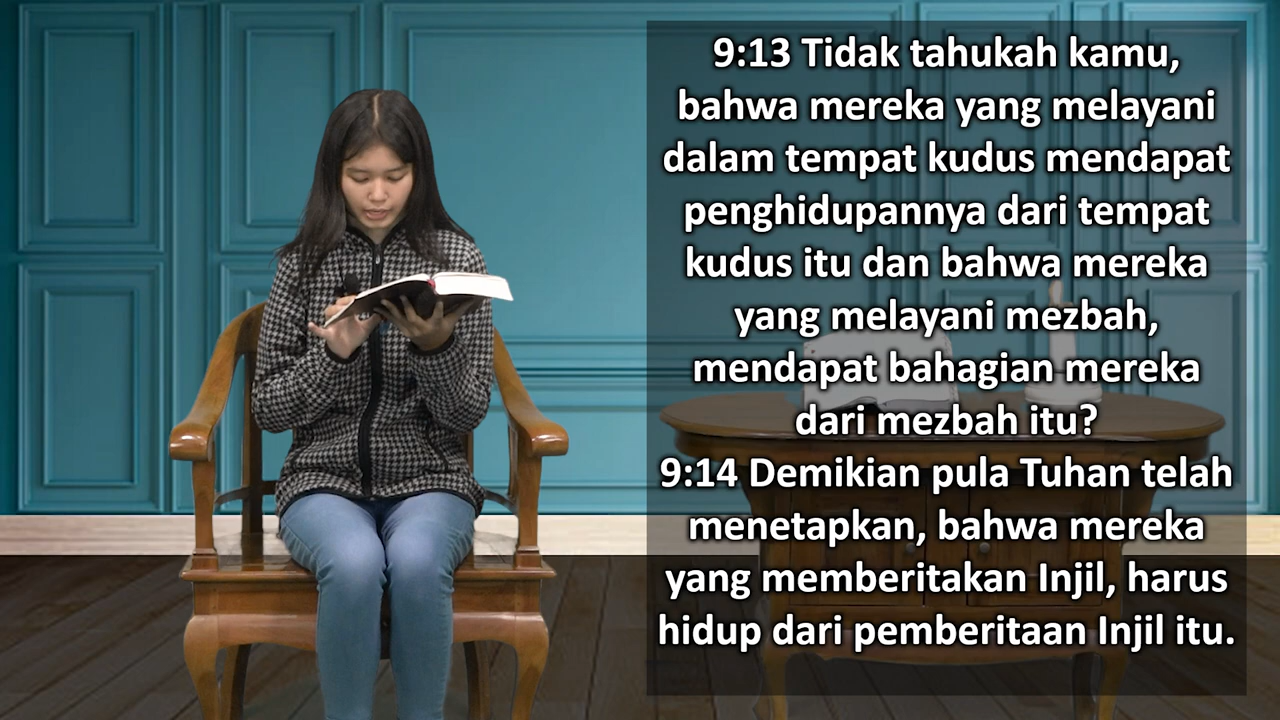 9:13 Tidak tahukah kamu,
bahwa mereka yang melayani
dalam tempat kudus mendapat
penghidupannya dari tempat
kudus itu dan bahwa mereka
yang melayani mezbah,
mendapat bahagian mereka
dari mezbah itu?
9:14 Demikian pula Tuhan telah
menetapkan, bahwa mereka
yang memberitakan Injil, harus
hidup dari pemberitaan Injil itu.